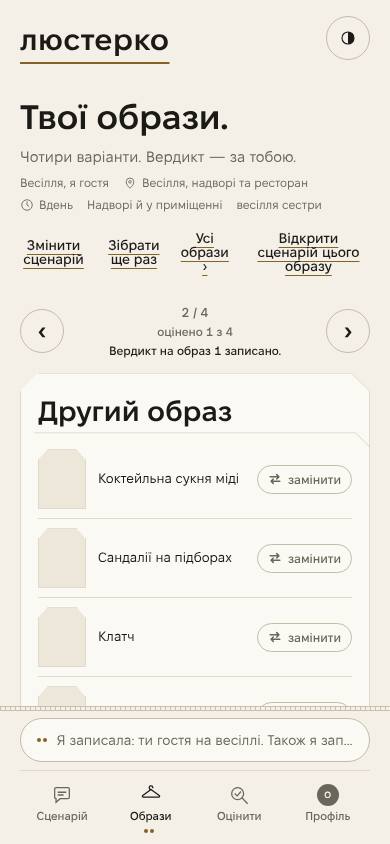 люстерко
Твої образи.
Чотири варіанти. Вердикт — за тобою.
Весілля, я гостя Весілля, надворі та ресторан
Вдень Надворі й у приміщенні весілля сестри
Змінити сценарій
Зібрати ще раз
Усі образи ›
Відкрити сценарій цього образу
‹
2 / 4
оцінено 1 з 4
Вердикт на образ 1 записано.
›
Другий образ
Коктейльна сукня міді замінити
Сандалії на підборах замінити
Клатч замінити
Я записала: ти гостя на весіллі. Також я зап…
Сценарій Образи Оцінити О Профіль